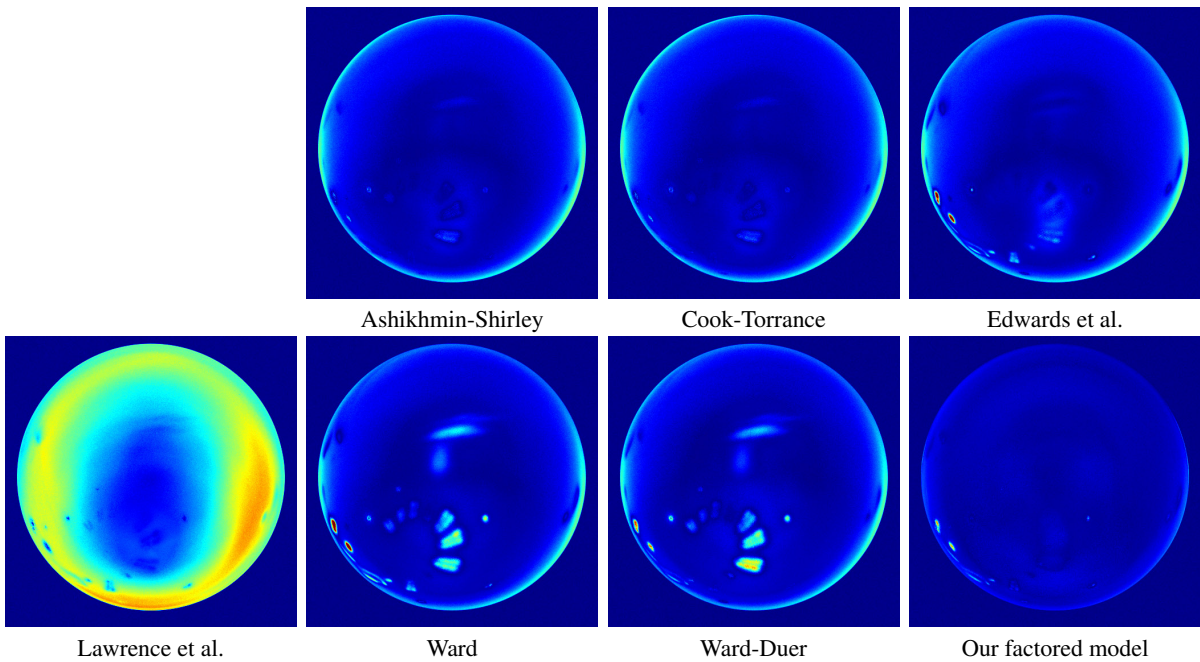 Ashikhmin-Shirley
Cook-Torrance
Edwards et al.
Lawrence et al.
Ward
Ward-Duer
Our factored model